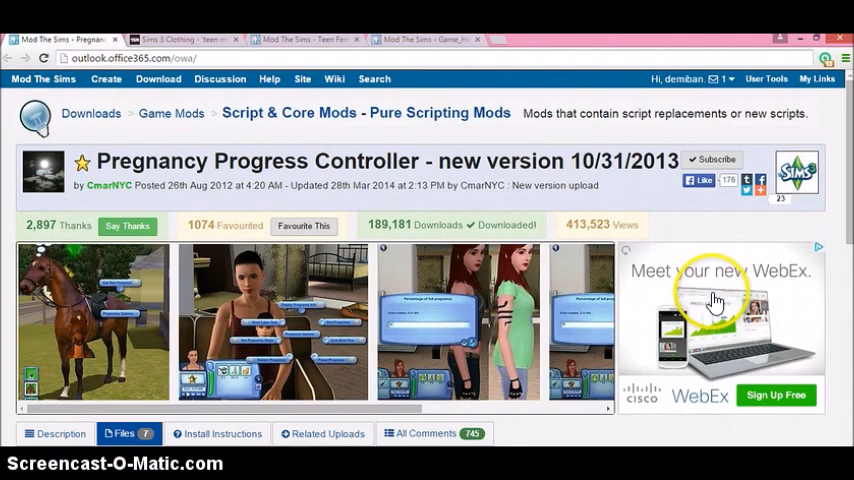 Mod The Sims - Pregnanc
Sims 3 Clothing - 'teen m
Mod The Sims - Teen Fem
Mod The Sims - Game_He
outlook.office365.com/owa/
Mod The Sims Create Download Discussion Help Site Wiki Search Hi, demiban. 1 User Tools My Links
Downloads > Game Mods > Script & Core Mods - Pure Scripting Mods Mods that contain script replacements or new scripts.
Pregnancy Progress Controller - new version 10/31/2013
Subscribe
by CmarNYC Posted 26th Aug 2012 at 4:20 AM - Updated 28th Mar 2014 at 2:13 PM by CmarNYC : New version upload
Like 176
23
2,897 Thanks Say Thanks 1074 Favourited Favourite This 189,181 Downloads Downloaded! 413,523 Views
Percentage of full pregnancy
Meet your new WebEx.
CISCO WebEx Sign Up Free
Description Files 7 Install Instructions Related Uploads All Comments 745
Screencast-O-Matic.com